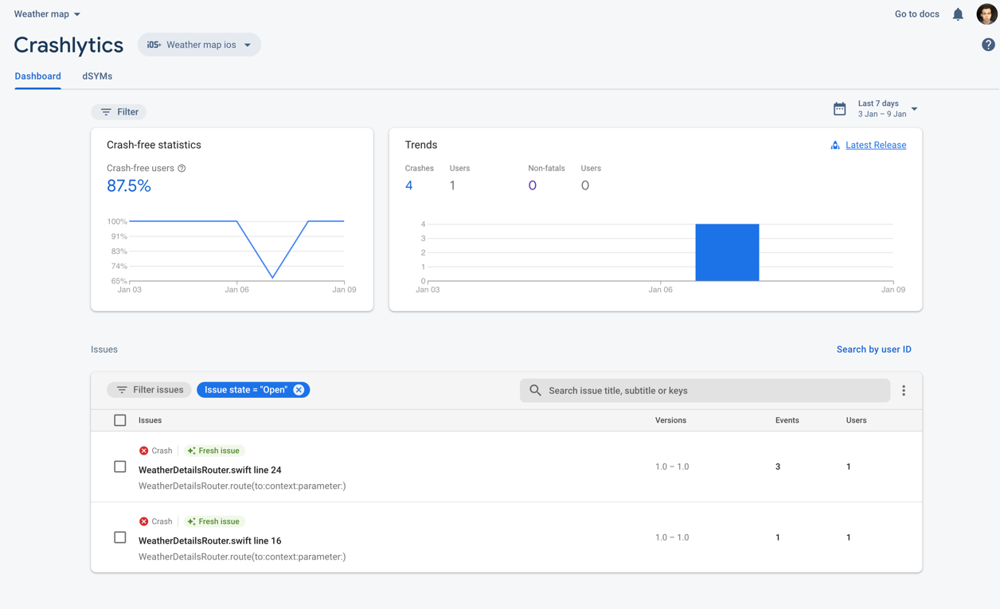 Weather map
Go to docs
Crashlytics
iOS+ Weather map ios
Dashboard
dSYMs
Filter
Last 7 days
3 Jan – 9 Jan
Crash-free statistics
Crash-free users
87.5%
100%
91%
83%
74%
65%
Jan 03
Jan 06
Jan 09
Trends
Latest Release
Crashes
Users
Non-fatals
Users
4
1
0
0
4
3
2
1
0
Jan 03
Jan 06
Jan 09
Issues
Search by user ID
Filter issues
Issue state = "Open"
Search issue title, subtitle or keys
Issues
Versions
Events
Users
Crash
Fresh issue
WeatherDetailsRouter.swift line 24
WeatherDetailsRouter.route(to:context:parameter:)
1.0 – 1.0
3
1
Crash
Fresh issue
WeatherDetailsRouter.swift line 16
WeatherDetailsRouter.route(to:context:parameter:)
1.0 – 1.0
1
1